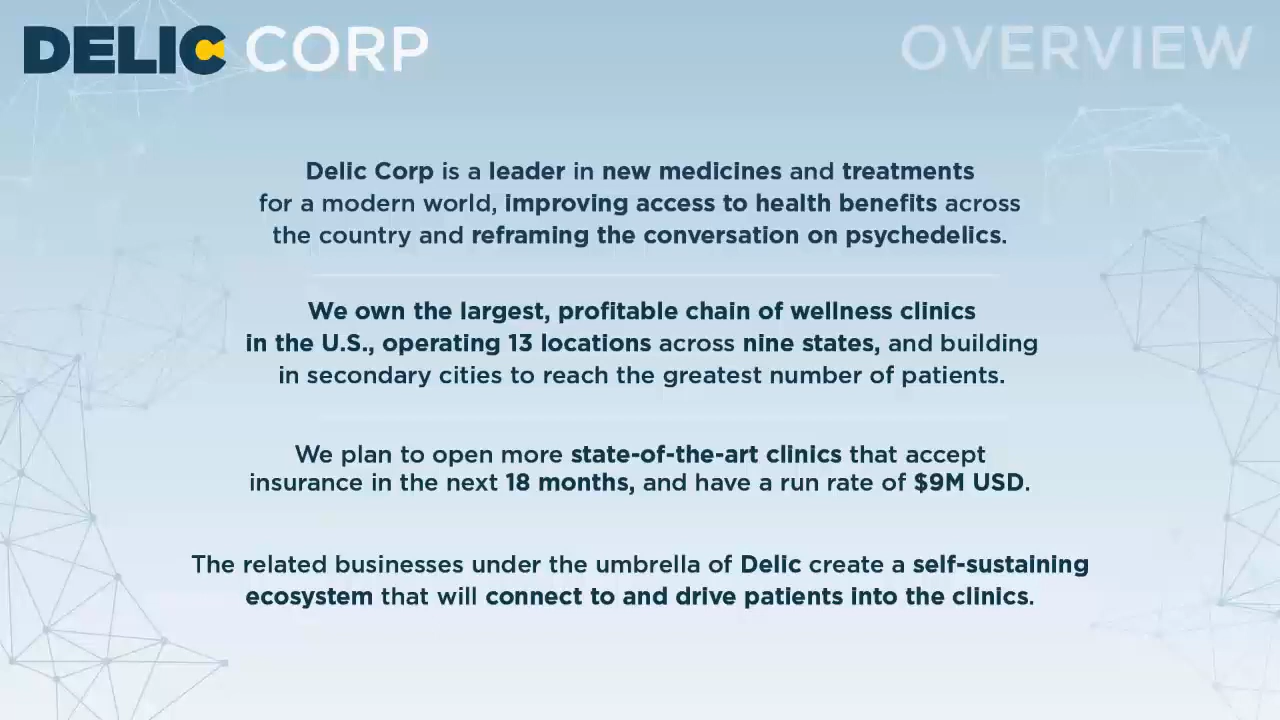 DELIC CORP
OVERVIEW
Delic Corp is a leader in new medicines and treatments
for a modern world, improving access to health benefits across
the country and reframing the conversation on psychedelics.
We own the largest, profitable chain of wellness clinics
in the U.S., operating 13 locations across nine states, and building
in secondary cities to reach the greatest number of patients.
We plan to open more state-of-the-art clinics that accept
insurance in the next 18 months, and have a run rate of $9M USD.
The related businesses under the umbrella of Delic create a self-sustaining
ecosystem that will connect to and drive patients into the clinics.